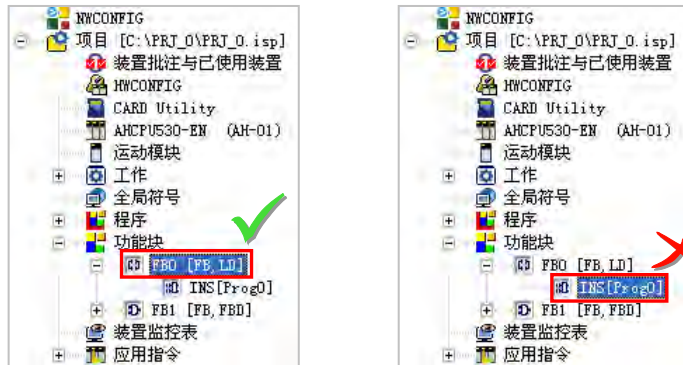 NWCONFIG
项目 [C:\PRJ_0\PRJ_0.isp]
装置批注与已使用装置
HWCONFIG
CARD Utility
AHCPU530-EN (AH-01)
运动模块
工作
全局符号
程序
功能块
FB0 [FB,LD]
INS[Prog0]
FB1 [FB,FBD]
装置监控表
应用指令
NWCONFIG
项目 [C:\PRJ_0\PRJ_0.isp]
装置批注与已使用装置
HWCONFIG
CARD Utility
AHCPU530-EN (AH-01)
运动模块
工作
全局符号
程序
功能块
FB0 [FB,LD]
INS[Prog0]
FB1 [FB,FBD]
装置监控表
应用指令